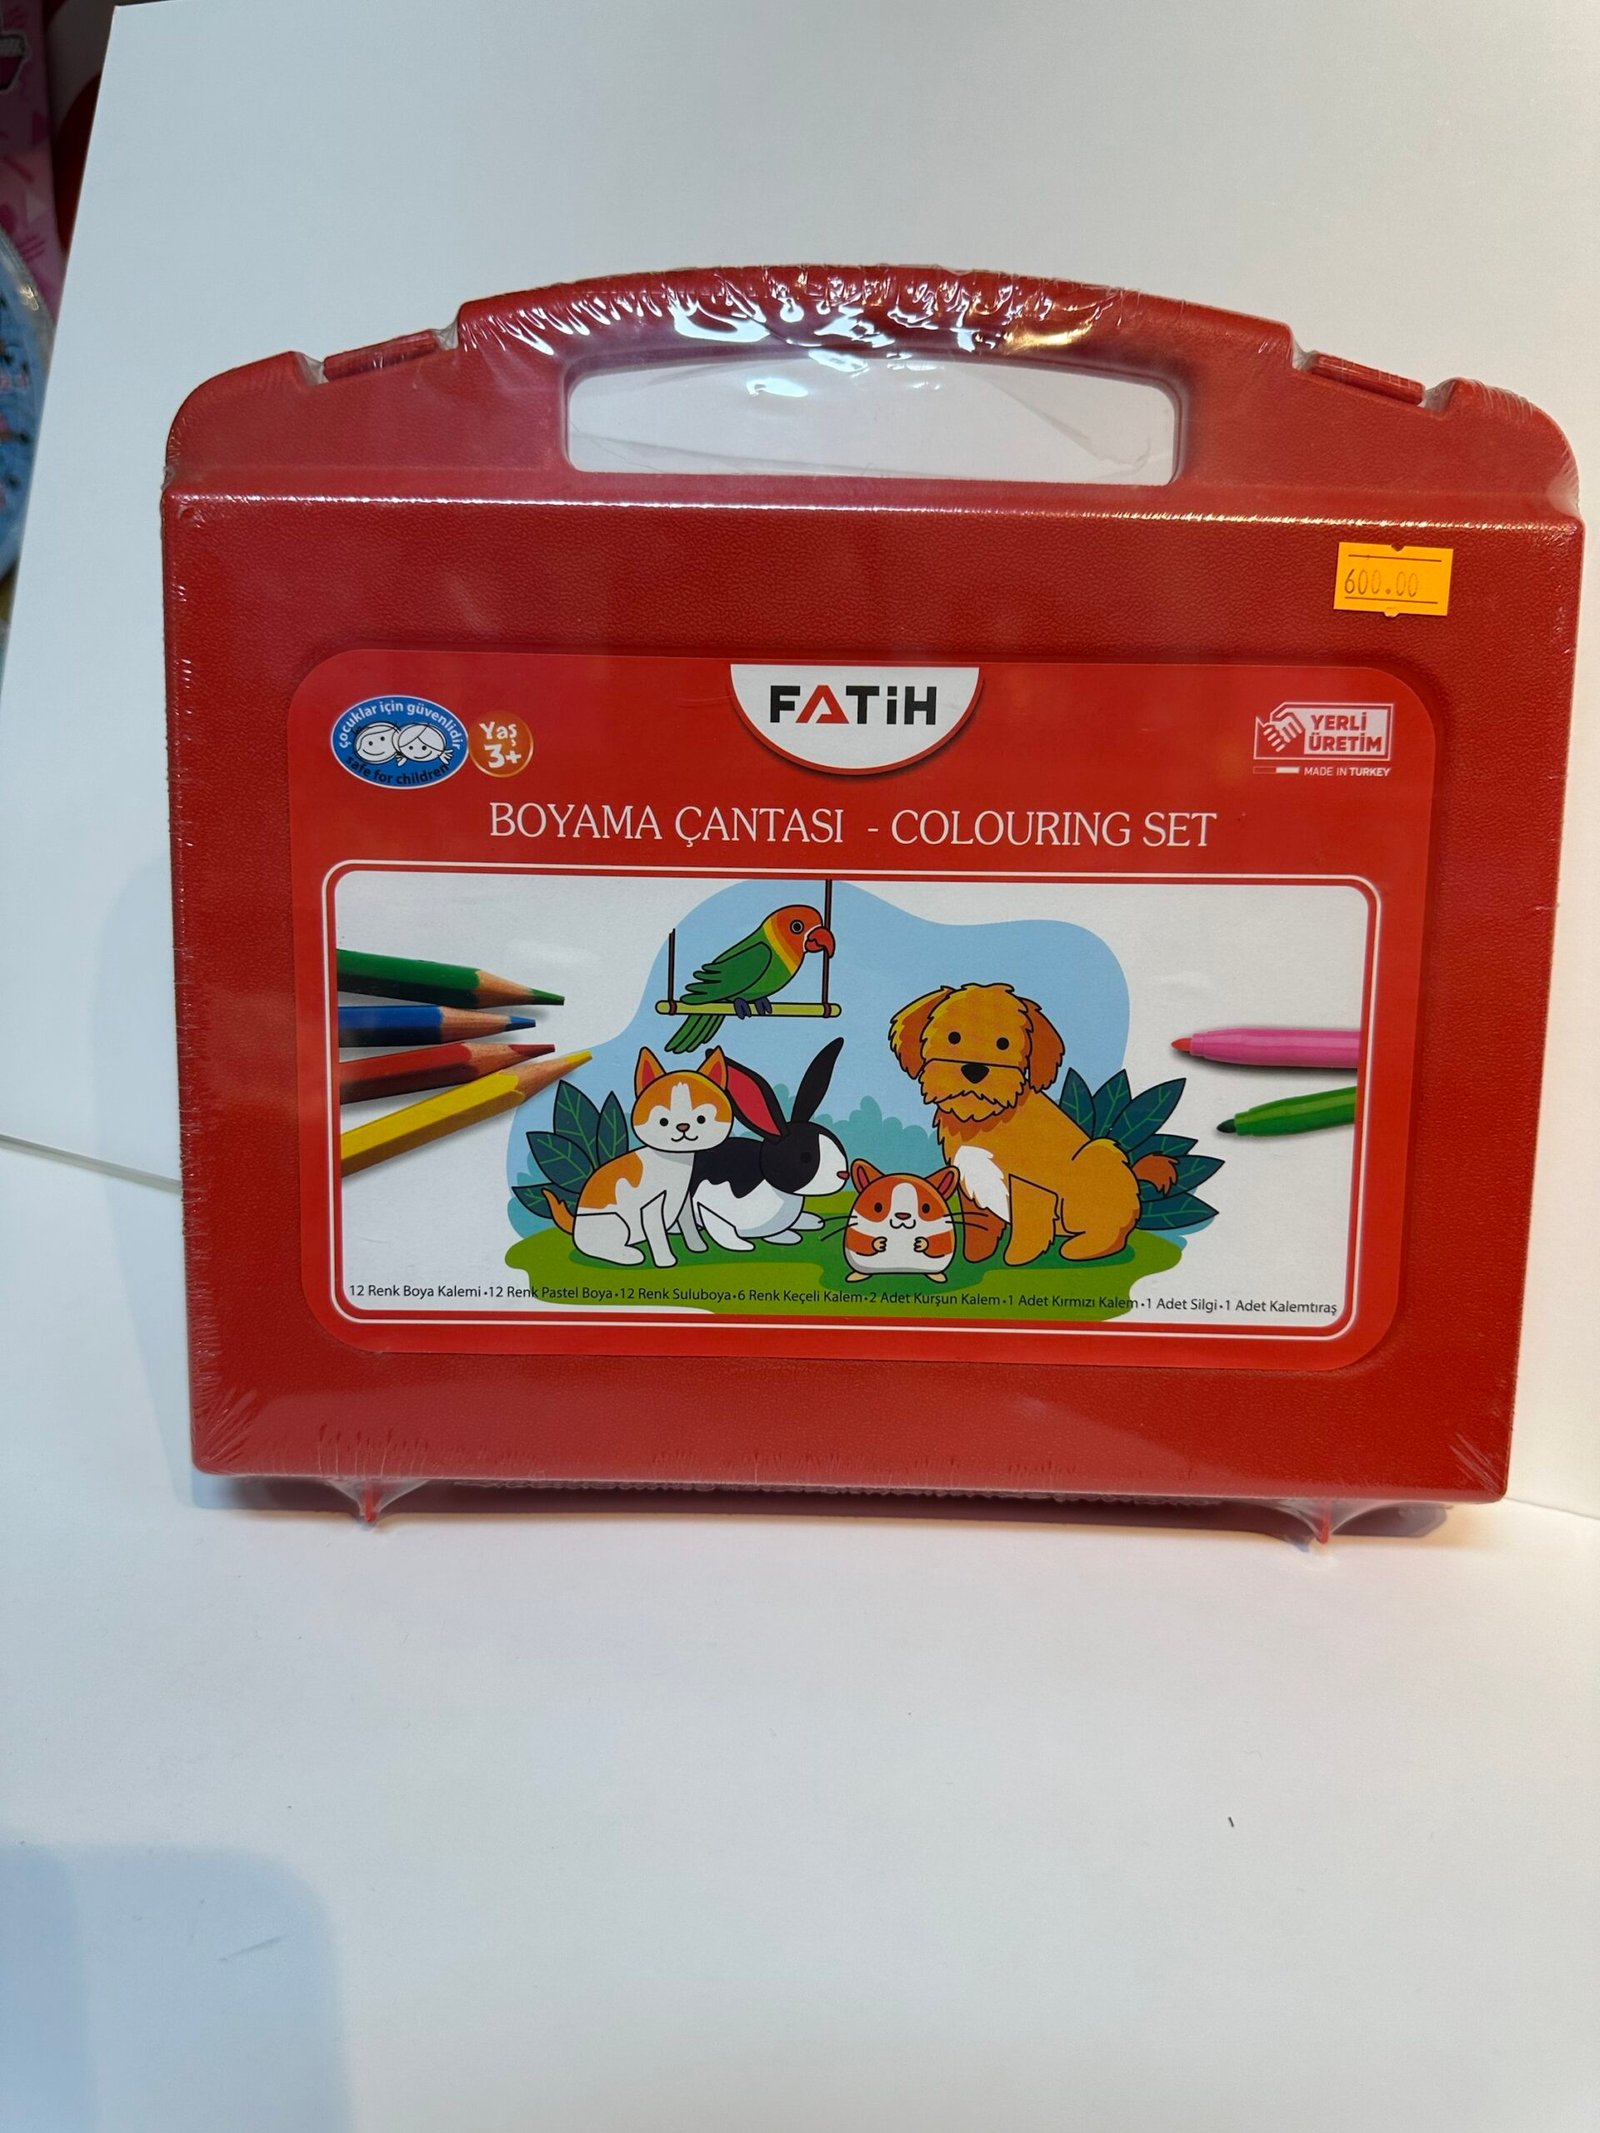 600.00
FATiH
çocuklar için güvenlidir
safe for children
Yaş
3+
YERLİ
ÜRETİM
MADE IN TURKEY
BOYAMA ÇANTASI - COLOURING SET
12 Renk Boya Kalemi • 12 Renk Pastel Boya • 12 Renk Suluboya • 6 Renk Keçeli Kalem • 2 Adet Kurşun Kalem • 1 Adet Kırmızı Kalem • 1 Adet Silgi • 1 Adet Kalemtıraş